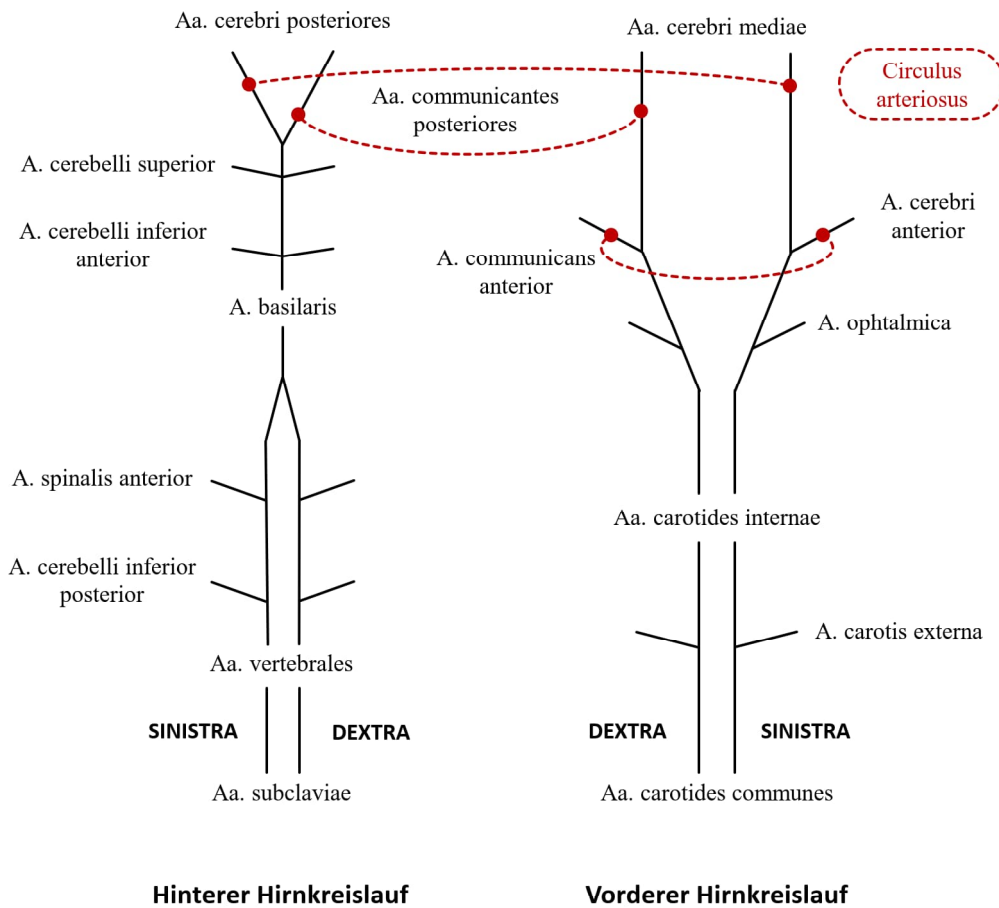 Aa. cerebri posteriores
Aa. cerebri mediae
Circulus
arteriosus
Aa. communicantes
posteriores
A. cerebelli superior
A. cerebri
anterior
A. cerebelli inferior
anterior
A. communicans
anterior
A. basilaris
A. ophtalmica
A. spinalis anterior
Aa. carotides internae
A. cerebelli inferior
posterior
A. carotis externa
Aa. vertebrales
SINISTRA
DEXTRA
DEXTRA
SINISTRA
Aa. subclaviae
Aa. carotides communes
Hinterer Hirnkreislauf
Vorderer Hirnkreislauf